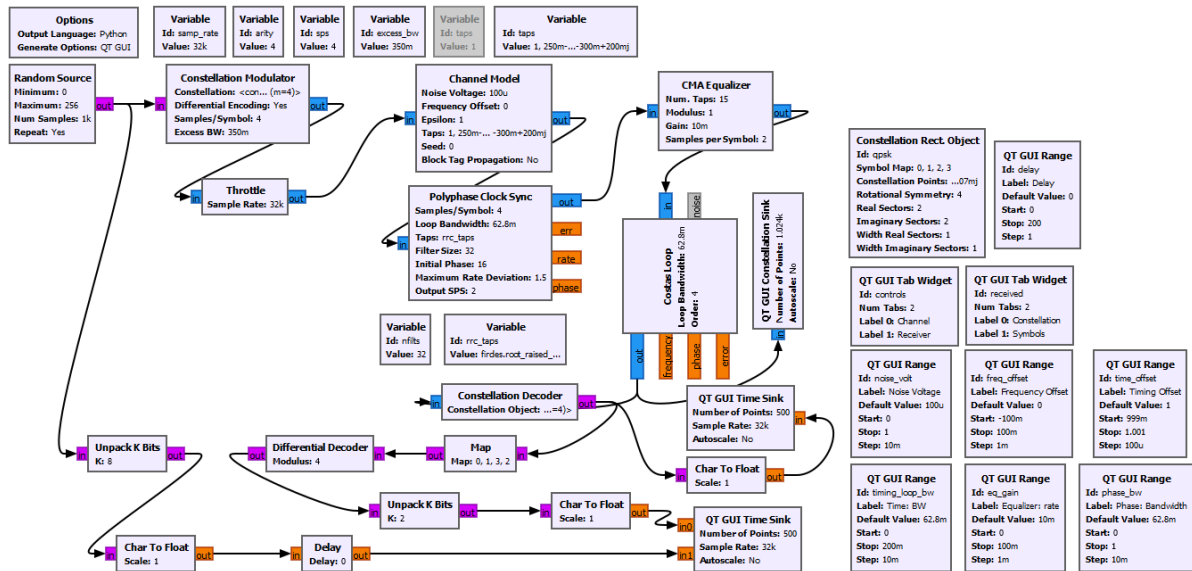 Options
Output Language: Python
Generate Options: QT GUI
Variable
Id: samp_rate
Value: 32k
Variable
Id: arity
Value: 4
Variable
Id: sps
Value: 4
Variable
Id: excess_bw
Value: 350m
Variable
Id: taps
Value: 1
Variable
Id: taps
Value: 1, 250m-...-300m+200mj
Random Source
Minimum: 0
Maximum: 256
Num Samples: 1k
Repeat: Yes
out
in
Constellation Modulator
Constellation: <con... (m=4)>
Differential Encoding: Yes
Samples/Symbol: 4
Excess BW: 350m
out
in
Channel Model
Noise Voltage: 100u
Frequency Offset: 0
Epsilon: 1
Taps: 1, 250m-... -300m+200mj
Seed: 0
Block Tag Propagation: No
out
in
CMA Equalizer
Num. Taps: 15
Modulus: 1
Gain: 10m
Samples per Symbol: 2
out
in
Throttle
Sample Rate: 32k
out
in
Polyphase Clock Sync
Samples/Symbol: 4
Loop Bandwidth: 62.8m
Taps: rrc_taps
Filter Size: 32
Initial Phase: 16
Maximum Rate Deviation: 1.5
Output SPS: 2
out
err
rate
phase
in
noise
Costas Loop
Loop Bandwidth: 62.8m
Order: 4
out
frequency
phase
error
QT GUI Constellation Sink
Number of Points: 1.024k
Autoscale: No
in
Constellation Rect. Object
Id: qpsk
Symbol Map: 0, 1, 2, 3
Constellation Points: ...07mj
Rotational Symmetry: 4
Real Sectors: 2
Imaginary Sectors: 2
Width Real Sectors: 1
Width Imaginary Sectors: 1
QT GUI Range
Id: delay
Label: Delay
Default Value: 0
Start: 0
Stop: 200
Step: 1
QT GUI Tab Widget
Id: controls
Num Tabs: 2
Label 0: Channel
Label 1: Receiver
QT GUI Tab Widget
Id: received
Num Tabs: 2
Label 0: Constellation
Label 1: Symbols
Variable
Id: nfilts
Value: 32
Variable
Id: rrc_taps
Value: firdes.root_raised_...
QT GUI Range
Id: noise_volt
Label: Noise Voltage
Default Value: 100u
Start: 0
Stop: 1
Step: 10m
QT GUI Range
Id: freq_offset
Label: Frequency Offset
Default Value: 0
Start: -100m
Stop: 100m
Step: 1m
QT GUI Range
Id: time_offset
Label: Timing Offset
Default Value: 1
Start: 999m
Stop: 1.001
Step: 100u
in
Constellation Decoder
Constellation Object: ...=4)>
out
QT GUI Time Sink
Number of Points: 500
Sample Rate: 32k
Autoscale: No
in
in
Unpack K Bits
K: 8
out
out
Differential Decoder
Modulus: 4
in
out
Map
Map: 0, 1, 3, 2
in
in
Char To Float
Scale: 1
out
in
Unpack K Bits
K: 2
out
in
Char To Float
Scale: 1
out
in0
in1
QT GUI Time Sink
Number of Points: 500
Sample Rate: 32k
Autoscale: No
in
Char To Float
Scale: 1
out
in
Delay
Delay: 0
out
QT GUI Range
Id: timing_loop_bw
Label: Time: BW
Default Value: 62.8m
Start: 0
Stop: 200m
Step: 10m
QT GUI Range
Id: eq_gain
Label: Equalizer: rate
Default Value: 10m
Start: 0
Stop: 100m
Step: 1m
QT GUI Range
Id: phase_bw
Label: Phase: Bandwidth
Default Value: 62.8m
Start: 0
Stop: 1
Step: 10m